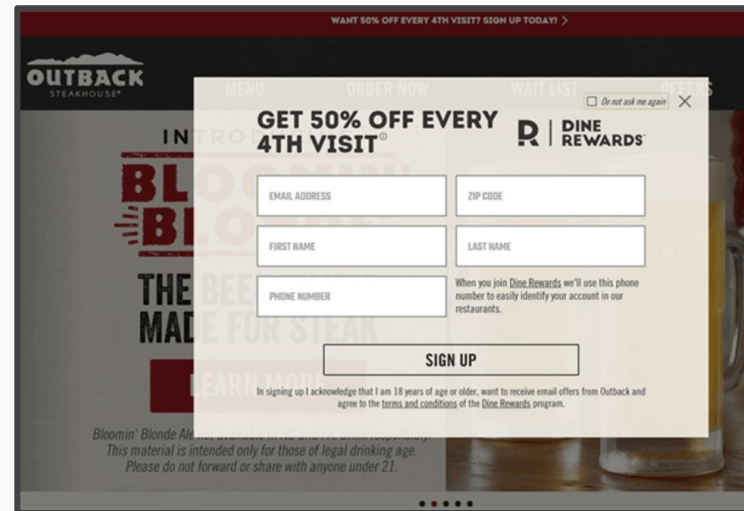 WANT 50% OFF EVERY 4TH VISIT? SIGN UP TODAY! >
OUTBACK
STEAKHOUSE®
MENU
ORDER NOW
WAIT LIST
OFFERS
Do not ask me again
GET 50% OFF EVERY
4TH VISIT
DINE
REWARDS
EMAIL ADDRESS
ZIP CODE
FIRST NAME
LAST NAME
PHONE NUMBER
When you join Dine Rewards we'll use this phone
number to easily identify your account in our
restaurants.
SIGN UP
In signing up I acknowledge that I am 18 years of age or older, want to receive email offers from Outback and
agree to the terms and conditions of the Dine Rewards program.
BLOOMIN'
BLONDE
THE BEER
MADE FOR STEAK
LEARN MORE
Bloomin' Blonde Ale
This material is intended only for those of legal drinking age.
Please do not forward or share with anyone under 21.